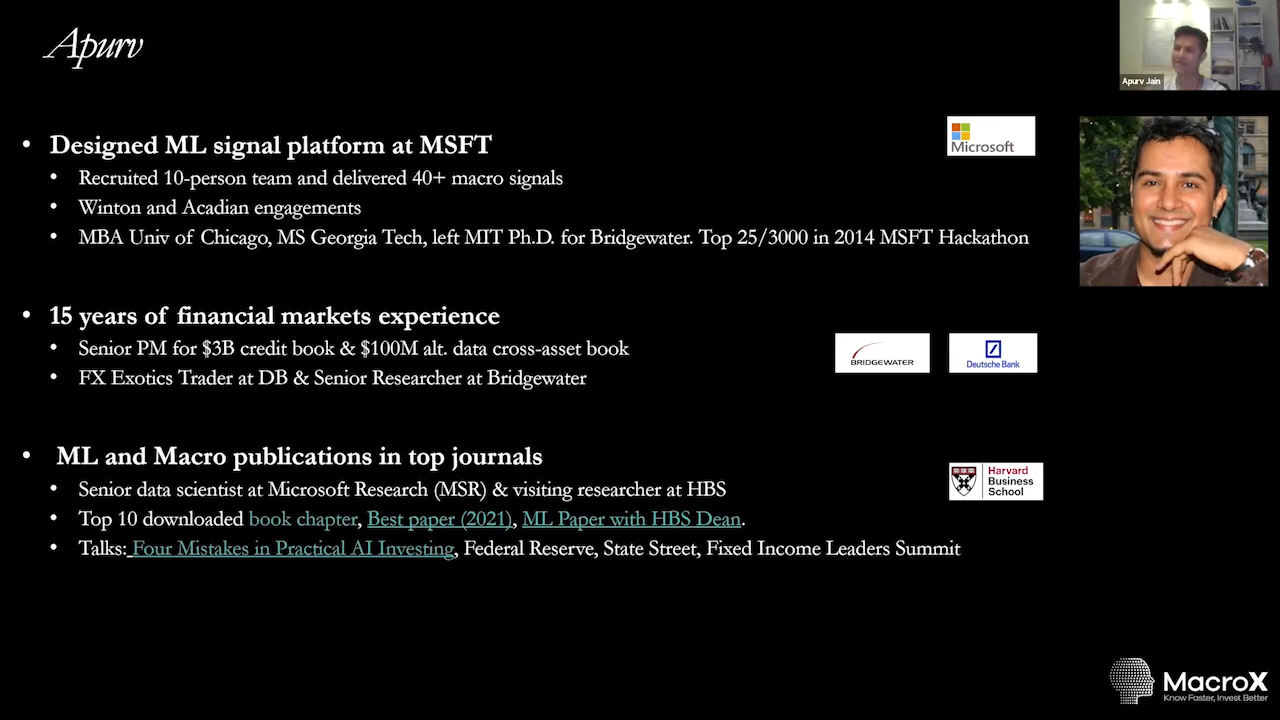 Apurv
Apurv Jain
• Designed ML signal platform at MSFT
Microsoft
• Recruited 10-person team and delivered 40+ macro signals
• Winton and Acadian engagements
• MBA Univ of Chicago, MS Georgia Tech, left MIT Ph.D. for Bridgewater. Top 25/3000 in 2014 MSFT Hackathon
• 15 years of financial markets experience
• Senior PM for $3B credit book & $100M alt. data cross-asset book
BRIDGEWATER
Deutsche Bank
• FX Exotics Trader at DB & Senior Researcher at Bridgewater
• ML and Macro publications in top journals
Harvard
Business
School
• Senior data scientist at Microsoft Research (MSR) & visiting researcher at HBS
• Top 10 downloaded book chapter, Best paper (2021), ML Paper with HBS Dean.
• Talks: Four Mistakes in Practical AI Investing, Federal Reserve, State Street, Fixed Income Leaders Summit
MacroX
Know Faster, Invest Better